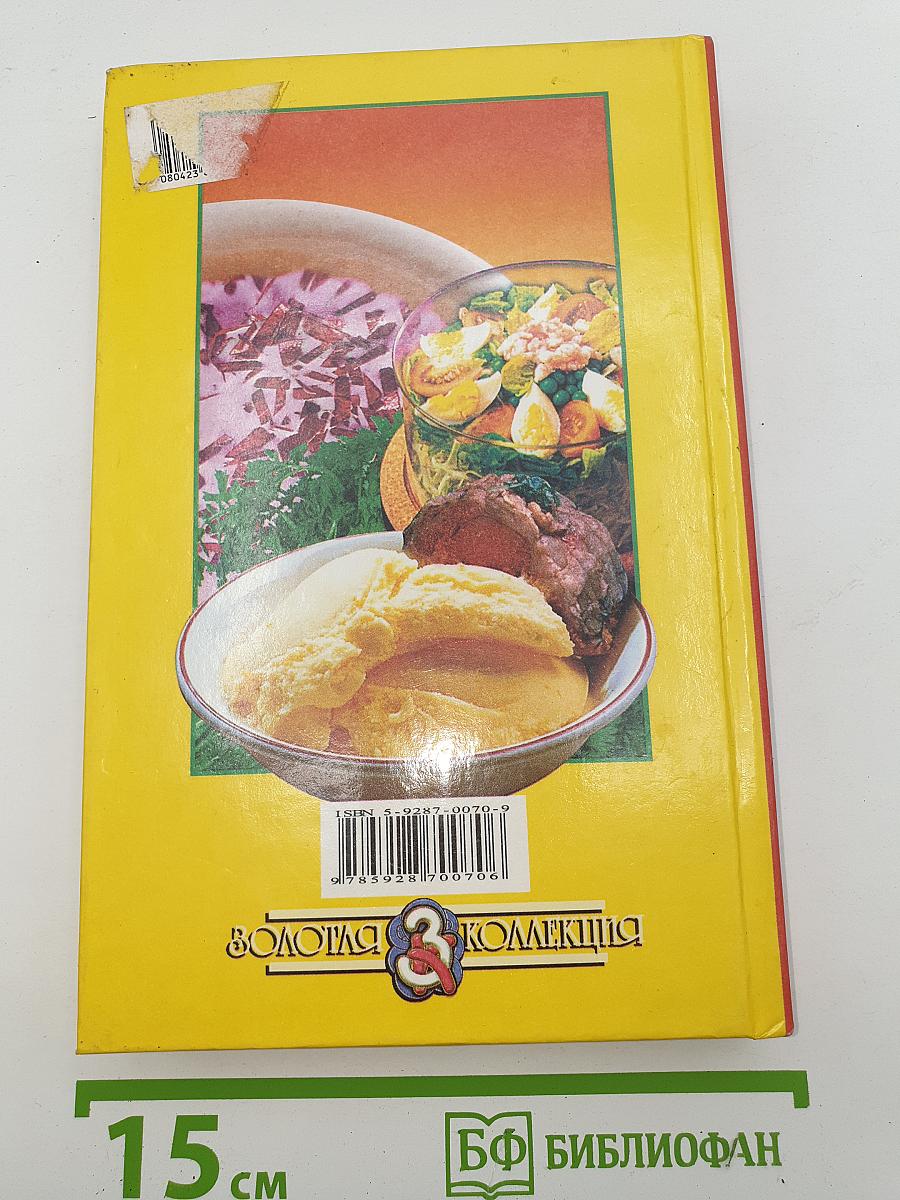 080423
ISBN 5-9287-0070-9
9 785928 700706
ЗОЛОТАЯ КОЛЛЕКЦИЯ
15 см
БФ БИБЛИОФАН